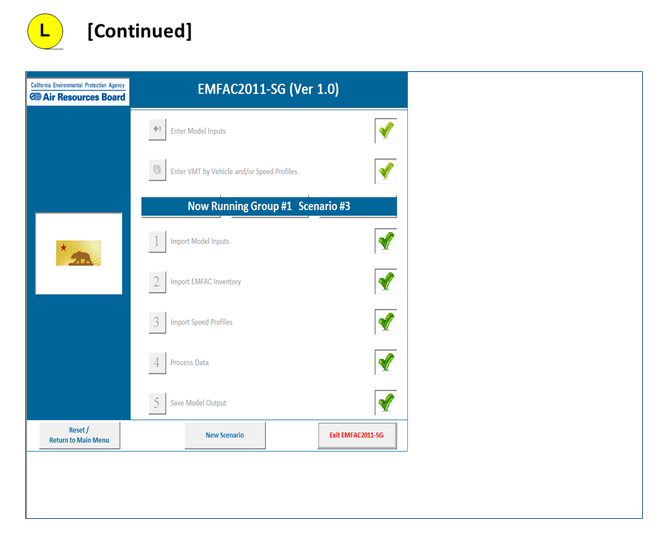 L [Continued]
California Environmental Protection Agency
Air Resources Board
EMFAC2011-SG (Ver 1.0)
Enter Model Inputs
Enter VMT by Vehicle and/or Speed Profiles
Now Running Group #1 Scenario #3
1 Import Model Inputs
2 Import EMFAC Inventory
3 Import Speed Profiles
4 Process Data
5 Save Model Output
Reset /
Return to Main Menu
New Scenario
Exit EMFAC2011-SG